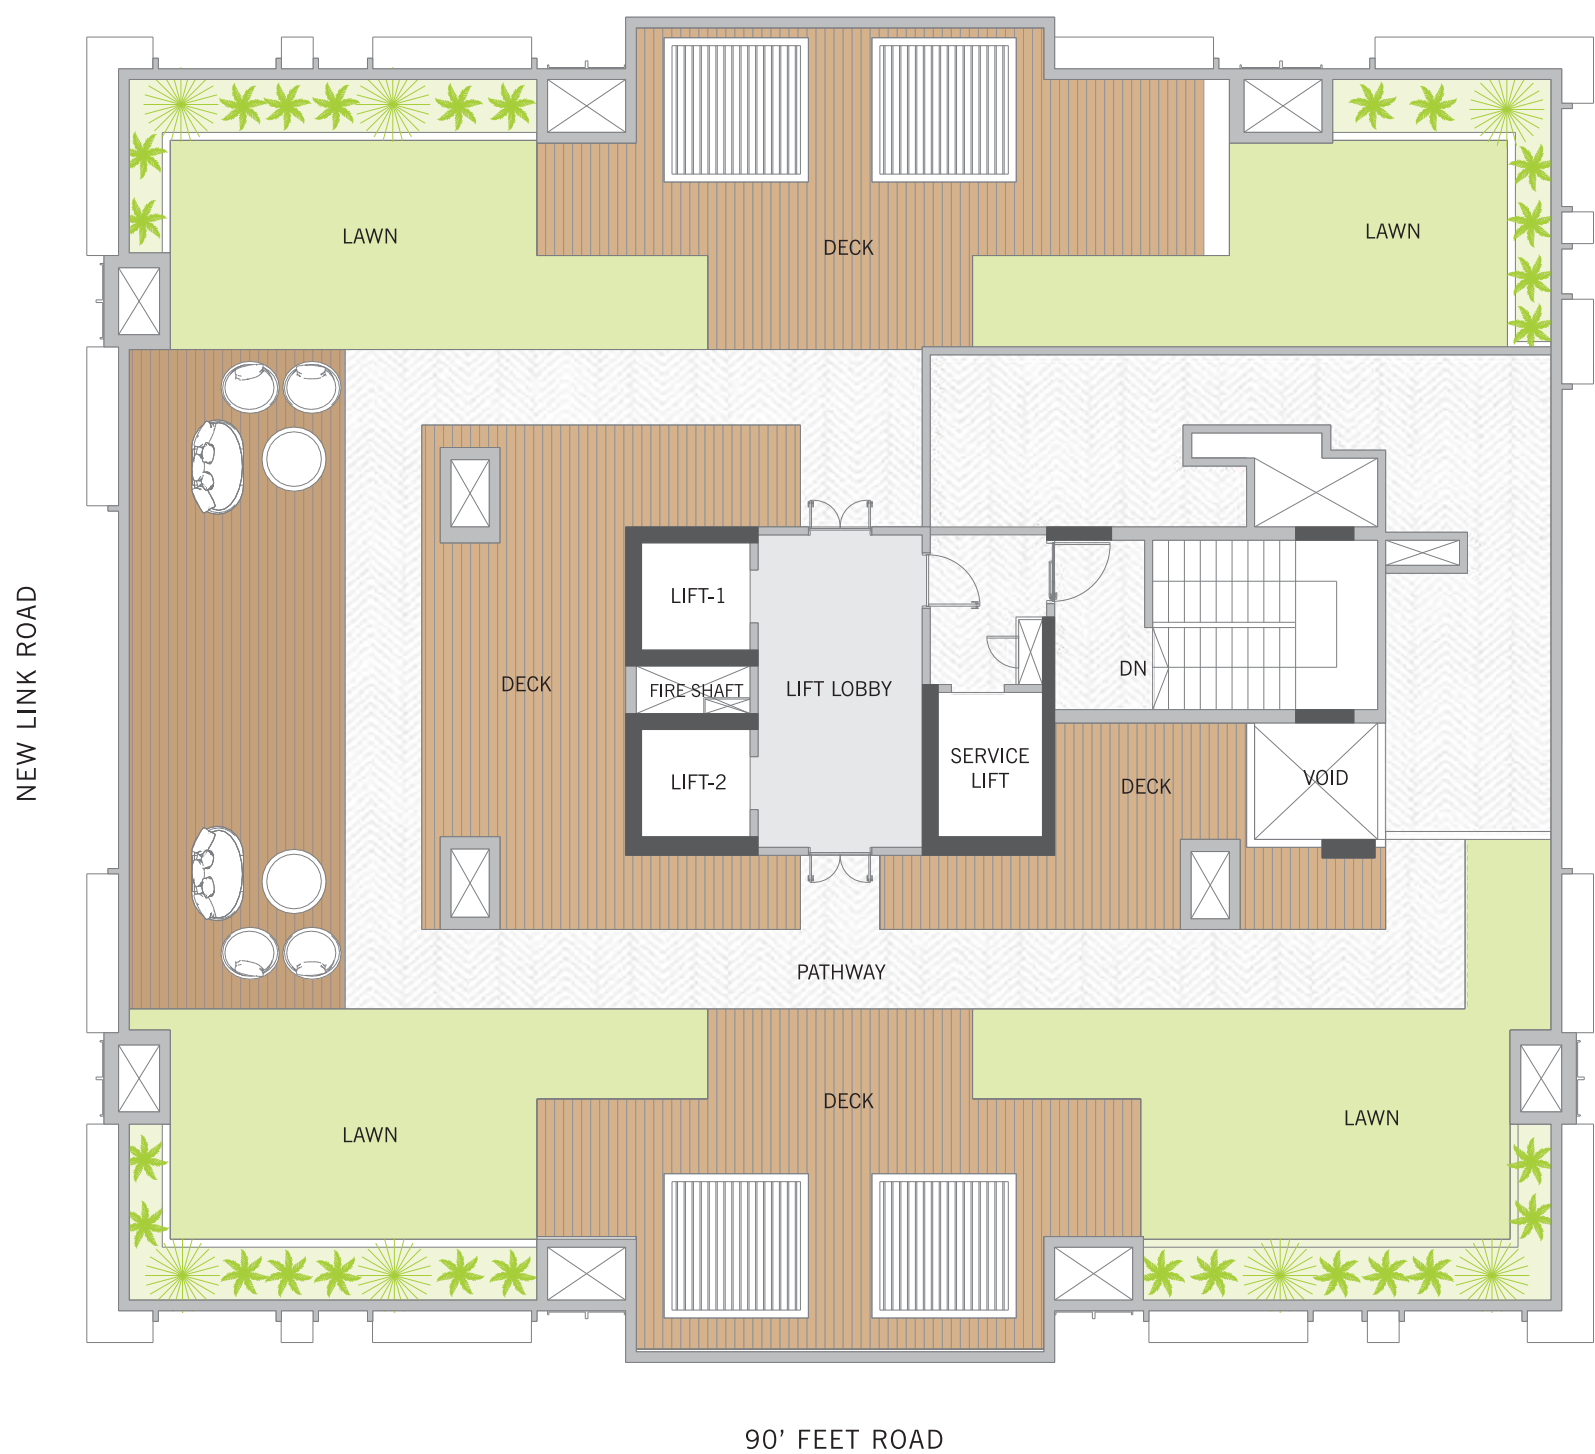 LAWN
LAWN
DECK
LIFT-1
NEW LINK ROAD
DECK
FIRE SHAFT
LIFT LOBBY
DN
SERVICE
LIFT
LIFT-2
DECK
VOID
PATHWAY
DECK
LAWN
LAWN
90’ FEET ROAD